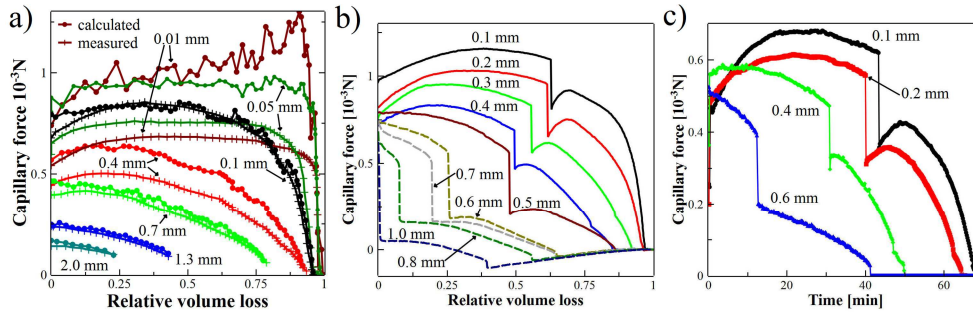 a)
Capillary force 10⁻³N
1
0.5
0
calculated
measured
0.01 mm
0.05 mm
0.4 mm
0.1 mm
0.7 mm
1.3 mm
2.0 mm
0 0.25 0.5 0.75 1
Relative volume loss
b)
Capillary force [10⁻³N]
1
0.5
0
0.1 mm
0.2 mm
0.3 mm
0.4 mm
0.7 mm
0.6 mm
0.5 mm
1.0 mm
0.8 mm
0 0.2 0.4 0.6 0.8 1
Relative volume loss
c)
Capillary force [10⁻³N]
0.6
0.4
0.2
0
0.1 mm
0.2 mm
0.4 mm
0.6 mm
0 20 40 60
Time [min]